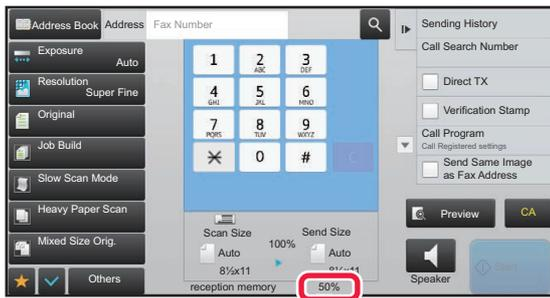 Address Book Address Fax Number
Sending History
Call Search Number
Exposure
Auto
Resolution
Super Fine
Original
Job Build
Slow Scan Mode
Heavy Paper Scan
Mixed Size Orig.
Others
1 2 3
ABC DEF
4 5 6
GHI JKL MNO
7 8 9
PQRS TUV WXYZ
0 # C
Direct TX
Verification Stamp
Call Program
Call Registered settings
Send Same Image
as Fax Address
Preview CA
Scan Size 100% Send Size
Auto Auto
8½x11 8½x11
reception memory 50%
Speaker
Start